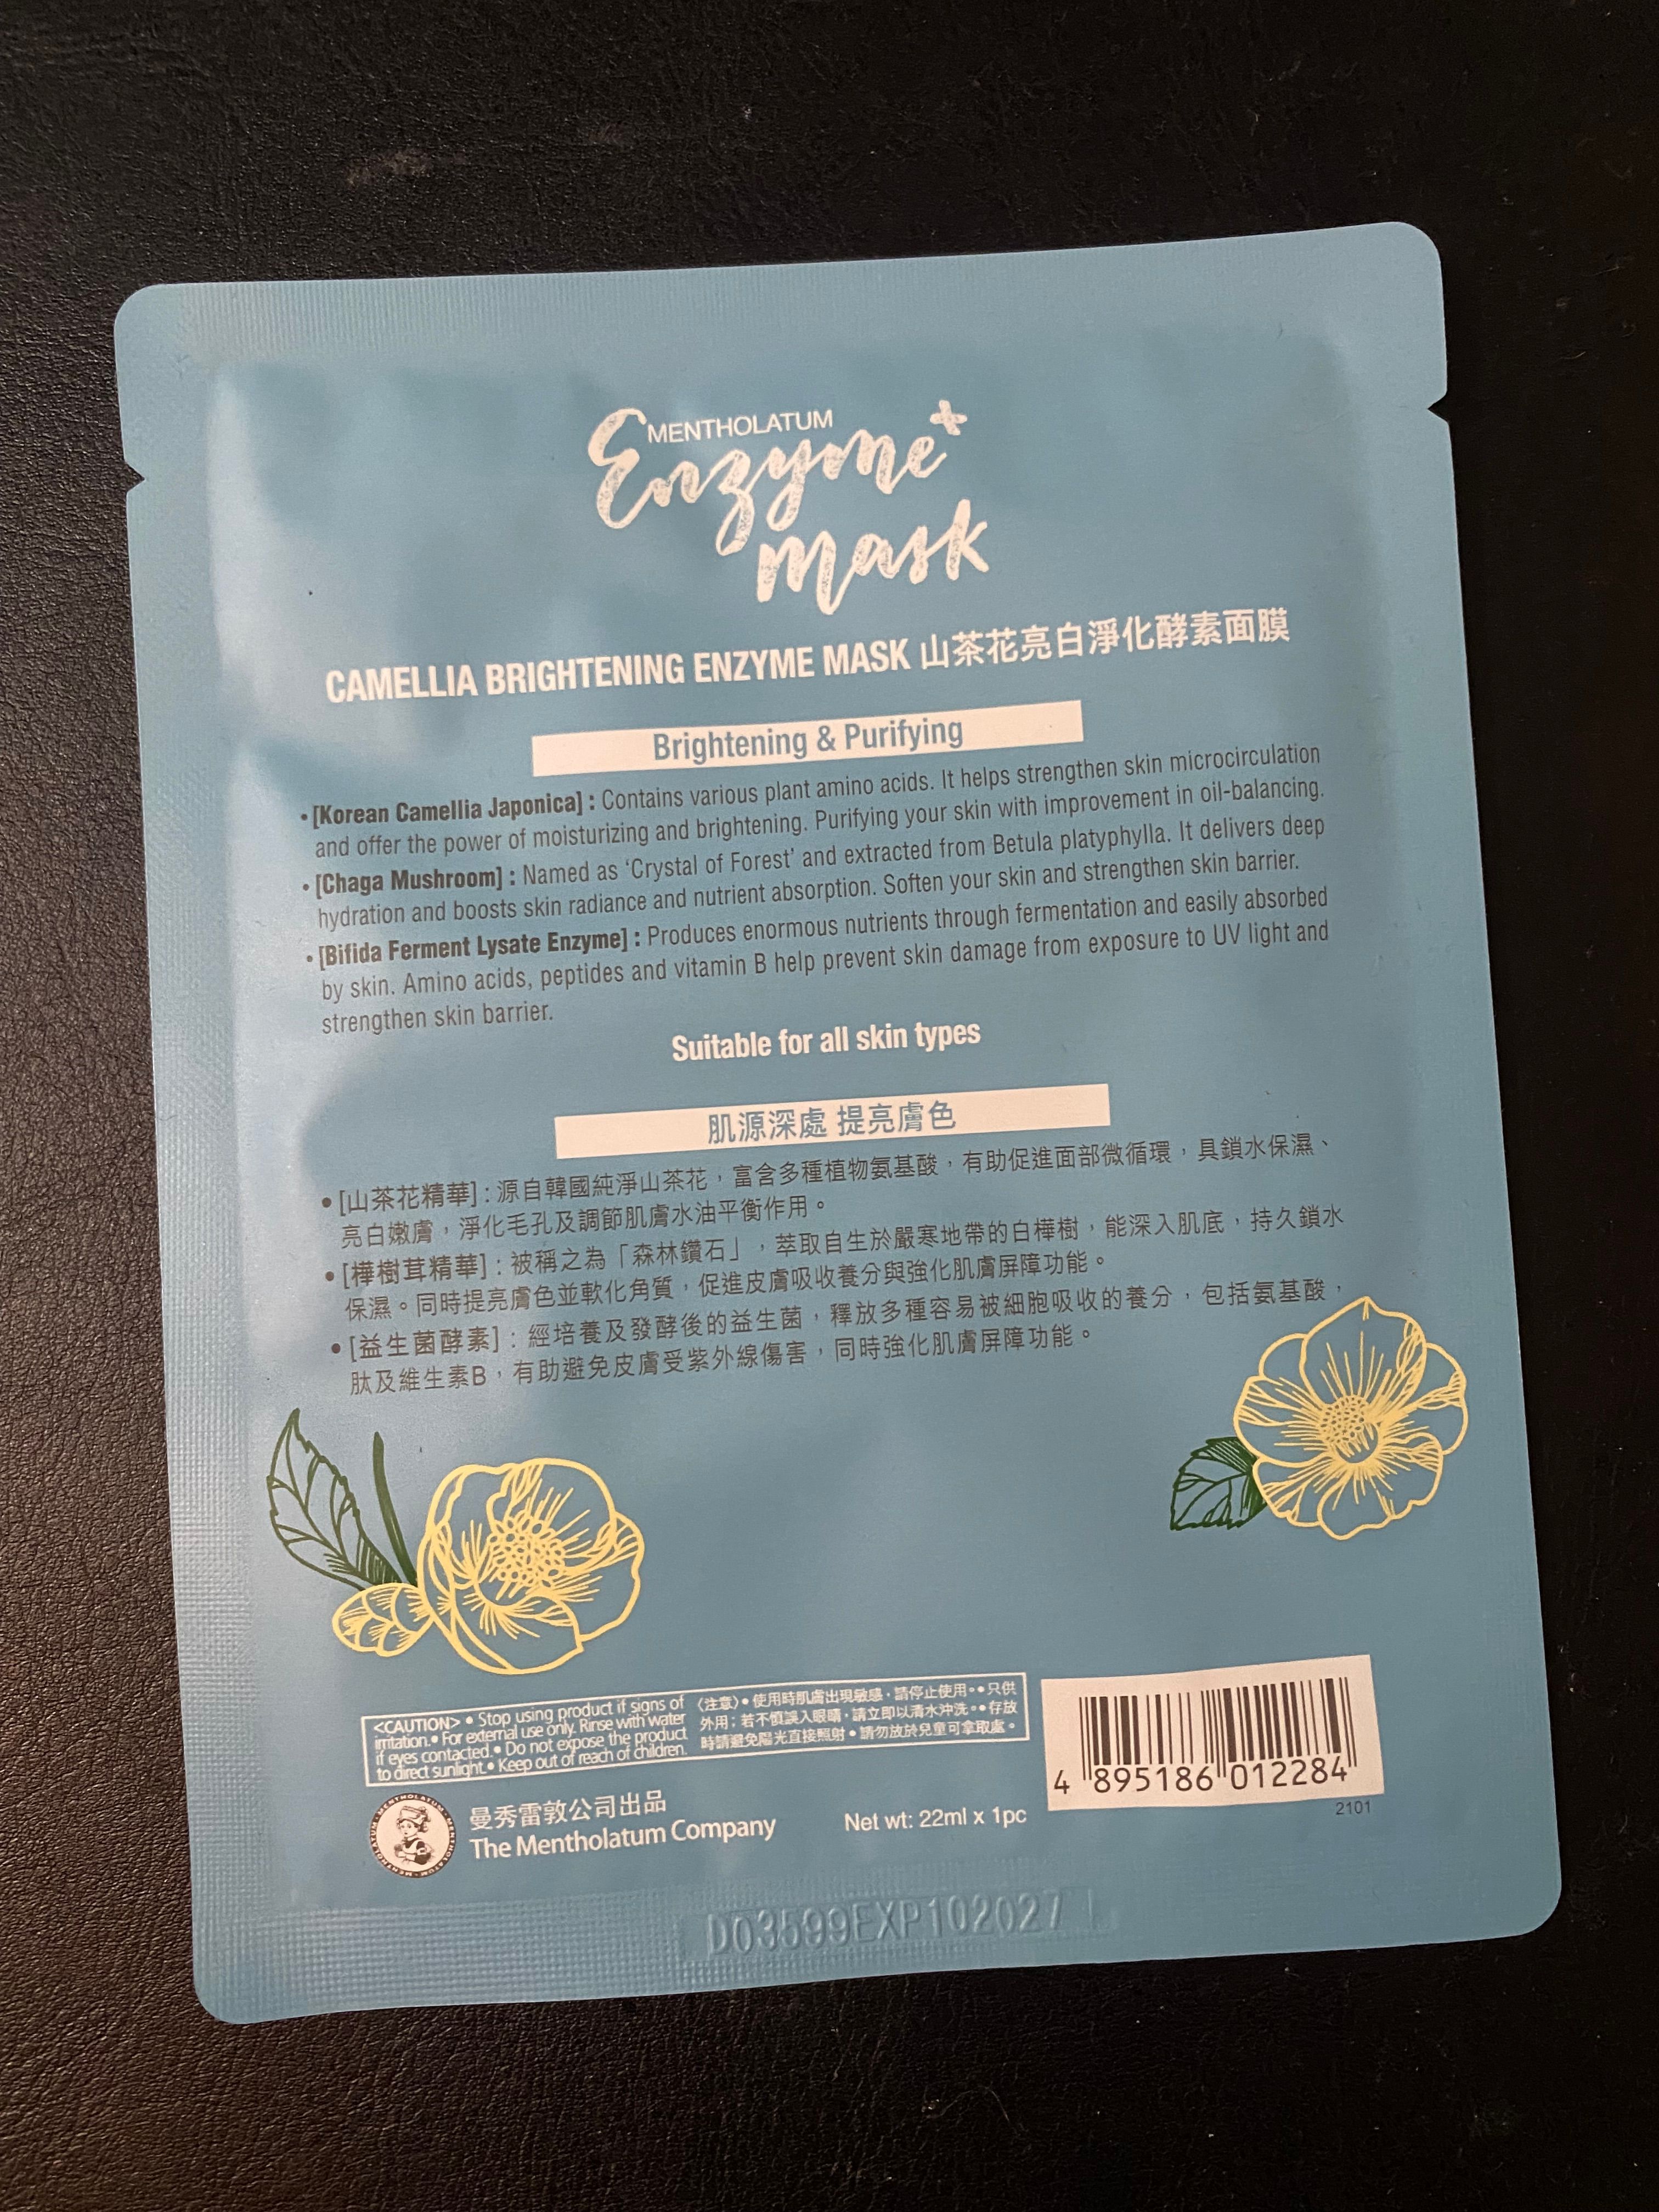 MENTHOLATUM
Enzyme+
mask
CAMELLIA BRIGHTENING ENZYME MASK 山茶花亮白淨化酵素面膜
Brightening & Purifying
• [Korean Camellia Japonica] : Contains various plant amino acids. It helps strengthen skin microcirculation
and offer the power of moisturizing and brightening. Purifying your skin with improvement in oil-balancing.
• [Chaga Mushroom] : Named as ‘Crystal of Forest’ and extracted from Betula platyphylla. It delivers deep
hydration and boosts skin radiance and nutrient absorption. Soften your skin and strengthen skin barrier.
• [Bifida Ferment Lysate Enzyme] : Produces enormous nutrients through fermentation and easily absorbed
by skin. Amino acids, peptides and vitamin B help prevent skin damage from exposure to UV light and
strengthen skin barrier.
Suitable for all skin types
肌源深處 提亮膚色
• [山茶花精華] : 源自韓國純淨山茶花，富含多種植物氨基酸，有助促進面部微循環，具鎖水保濕、
亮白嫩膚，淨化毛孔及調節肌膚水油平衡作用。
• [樺樹茸精華] : 被稱之為「森林鑽石」，萃取自生於嚴寒地帶的白樺樹，能深入肌底，持久鎖水
保濕。同時提亮膚色並軟化角質，促進皮膚吸收養分與強化肌膚屏障功能。
• [益生菌酵素] : 經培養及發酵後的益生菌，釋放多種容易被細胞吸收的養分，包括氨基酸，
肽及維生素B，有助避免皮膚受紫外線傷害，同時強化肌膚屏障功能。
<CAUTION> • Stop using product if signs of
irritation. • For external use only. Rinse with water
if eyes contacted. • Do not expose the product
to direct sunlight. • Keep out of reach of children.
〈注意〉• 使用時肌膚出現敏感，請停止使用。• 只供
外用；若不慎誤入眼睛，請立即以清水沖洗。• 存放
時請避免陽光直接照射 • 請勿放於兒童可拿取處。
4 895186 012284
2101
MENTHOLATUM
曼秀雷敦公司出品
The Mentholatum Company
Net wt: 22ml x 1pc
D03599EXP102027